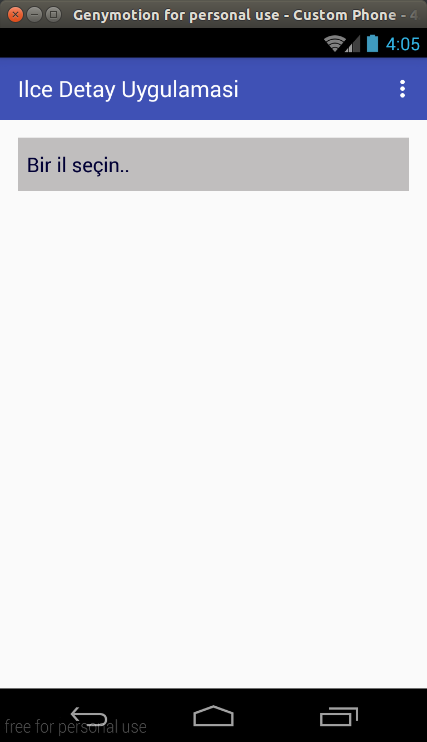 Genymotion for personal use - Custom Phone - 4
4:05
Ilce Detay Uygulamasi
Bir il seçin..
free for personal use